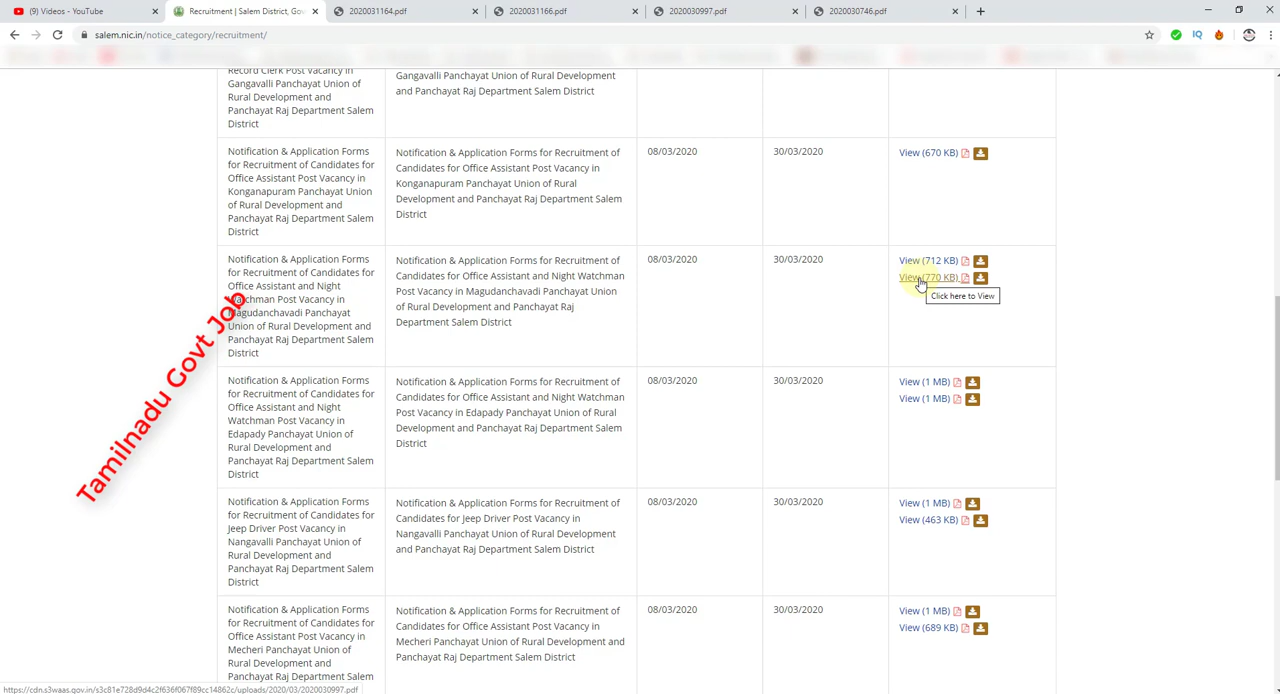 (9) Videos - YouTube
Recruitment | Salem District, Gov
2020031164.pdf
2020031166.pdf
2020030997.pdf
2020030746.pdf
salem.nic.in/notice_category/recruitment/
IQ
Record Clerk Post Vacancy in
Gangavalli Panchayat Union of
Rural Development and
Panchayat Raj Department Salem
District
Gangavalli Panchayat Union of Rural Development
and Panchayat Raj Department Salem District
Notification & Application Forms
for Recruitment of Candidates for
Office Assistant Post Vacancy in
Konganapuram Panchayat Union
of Rural Development and
Panchayat Raj Department Salem
District
Notification & Application Forms for Recruitment of
Candidates for Office Assistant Post Vacancy in
Konganapuram Panchayat Union of Rural
Development and Panchayat Raj Department Salem
District
08/03/2020
30/03/2020
View (670 KB)
Notification & Application Forms
for Recruitment of Candidates for
Office Assistant and Night
Watchman Post Vacancy in
Magudanchavadi Panchayat
Union of Rural Development and
Panchayat Raj Department Salem
District
Notification & Application Forms for Recruitment of
Candidates for Office Assistant and Night Watchman
Post Vacancy in Magudanchavadi Panchayat Union
of Rural Development and Panchayat Raj
Department Salem District
08/03/2020
30/03/2020
View (712 KB)
View (770 KB)
Click here to View
Tamilnadu Govt Job
Notification & Application Forms
for Recruitment of Candidates for
Office Assistant and Night
Watchman Post Vacancy in
Edapady Panchayat Union of
Rural Development and
Panchayat Raj Department Salem
District
Notification & Application Forms for Recruitment of
Candidates for Office Assistant and Night Watchman
Post Vacancy in Edapady Panchayat Union of Rural
Development and Panchayat Raj Department Salem
District
08/03/2020
30/03/2020
View (1 MB)
View (1 MB)
Notification & Application Forms
for Recruitment of Candidates for
Jeep Driver Post Vacancy in
Nangavalli Panchayat Union of
Rural Development and
Panchayat Raj Department Salem
District
Notification & Application Forms for Recruitment of
Candidates for Jeep Driver Post Vacancy in
Nangavalli Panchayat Union of Rural Development
and Panchayat Raj Department Salem District
08/03/2020
30/03/2020
View (1 MB)
View (463 KB)
Notification & Application Forms
for Recruitment of Candidates for
Office Assistant Post Vacancy in
Mecheri Panchayat Union of
Rural Development and
Panchayat Raj Department Salem
Notification & Application Forms for Recruitment of
Candidates for Office Assistant Post Vacancy in
Mecheri Panchayat Union of Rural Development and
Panchayat Raj Department Salem District
08/03/2020
30/03/2020
View (1 MB)
View (689 KB)
https://cdn.s3waas.gov.in/s3c81e728d9d4c2f636f067f89cc14862c/uploads/2020/03/2020030997.pdf